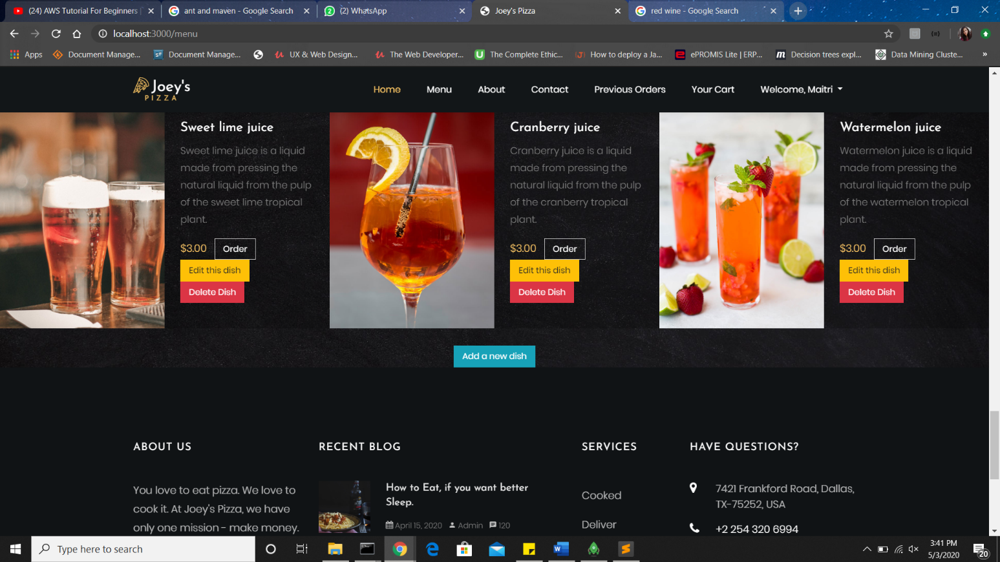 (24) AWS Tutorial For Beginners
ant and maven - Google Search
(2) WhatsApp
Joey's Pizza
red wine - Google Search
localhost:3000/menu
Apps
Document Manage...
Document Manage...
UX & Web Design...
The Web Developer...
The Complete Ethic...
How to deploy a Ja...
ePROMIS Lite | ERP...
Decision trees expl...
Data Mining Cluste...
»
Joey's
PIZZA
Home
Menu
About
Contact
Previous Orders
Your Cart
Welcome, Maitri
Sweet lime juice
Sweet lime juice is a liquid
made from pressing the
natural liquid from the pulp
of the sweet lime tropical
plant.
$3.00 Order
Edit this dish
Delete Dish
Cranberry juice
Cranberry juice is a liquid
made from pressing the
natural liquid from the pulp
of the cranberry tropical
plant.
$3.00 Order
Edit this dish
Delete Dish
Watermelon juice
Watermelon juice is a liquid
made from pressing the
natural liquid from the pulp
of the watermelon tropical
plant.
$3.00 Order
Edit this dish
Delete Dish
Add a new dish
ABOUT US
You love to eat pizza. We love to
cook it. At Joey's Pizza, we have
only one mission - make money.
RECENT BLOG
How to Eat, if you want better
Sleep.
April 15, 2020 Admin 120
SERVICES
Cooked
Deliver
HAVE QUESTIONS?
7421 Frankford Road, Dallas,
TX-75252, USA
+2 254 320 6994
Type here to search
3:41 PM
5/3/2020
20